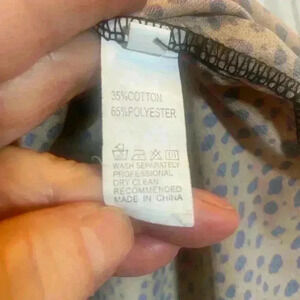 35%COTTON
65%POLYESTER
WASH SEPARATELY
PROFESSIONAL
DRY CLEAN
RECOMMENDED
MADE IN CHINA